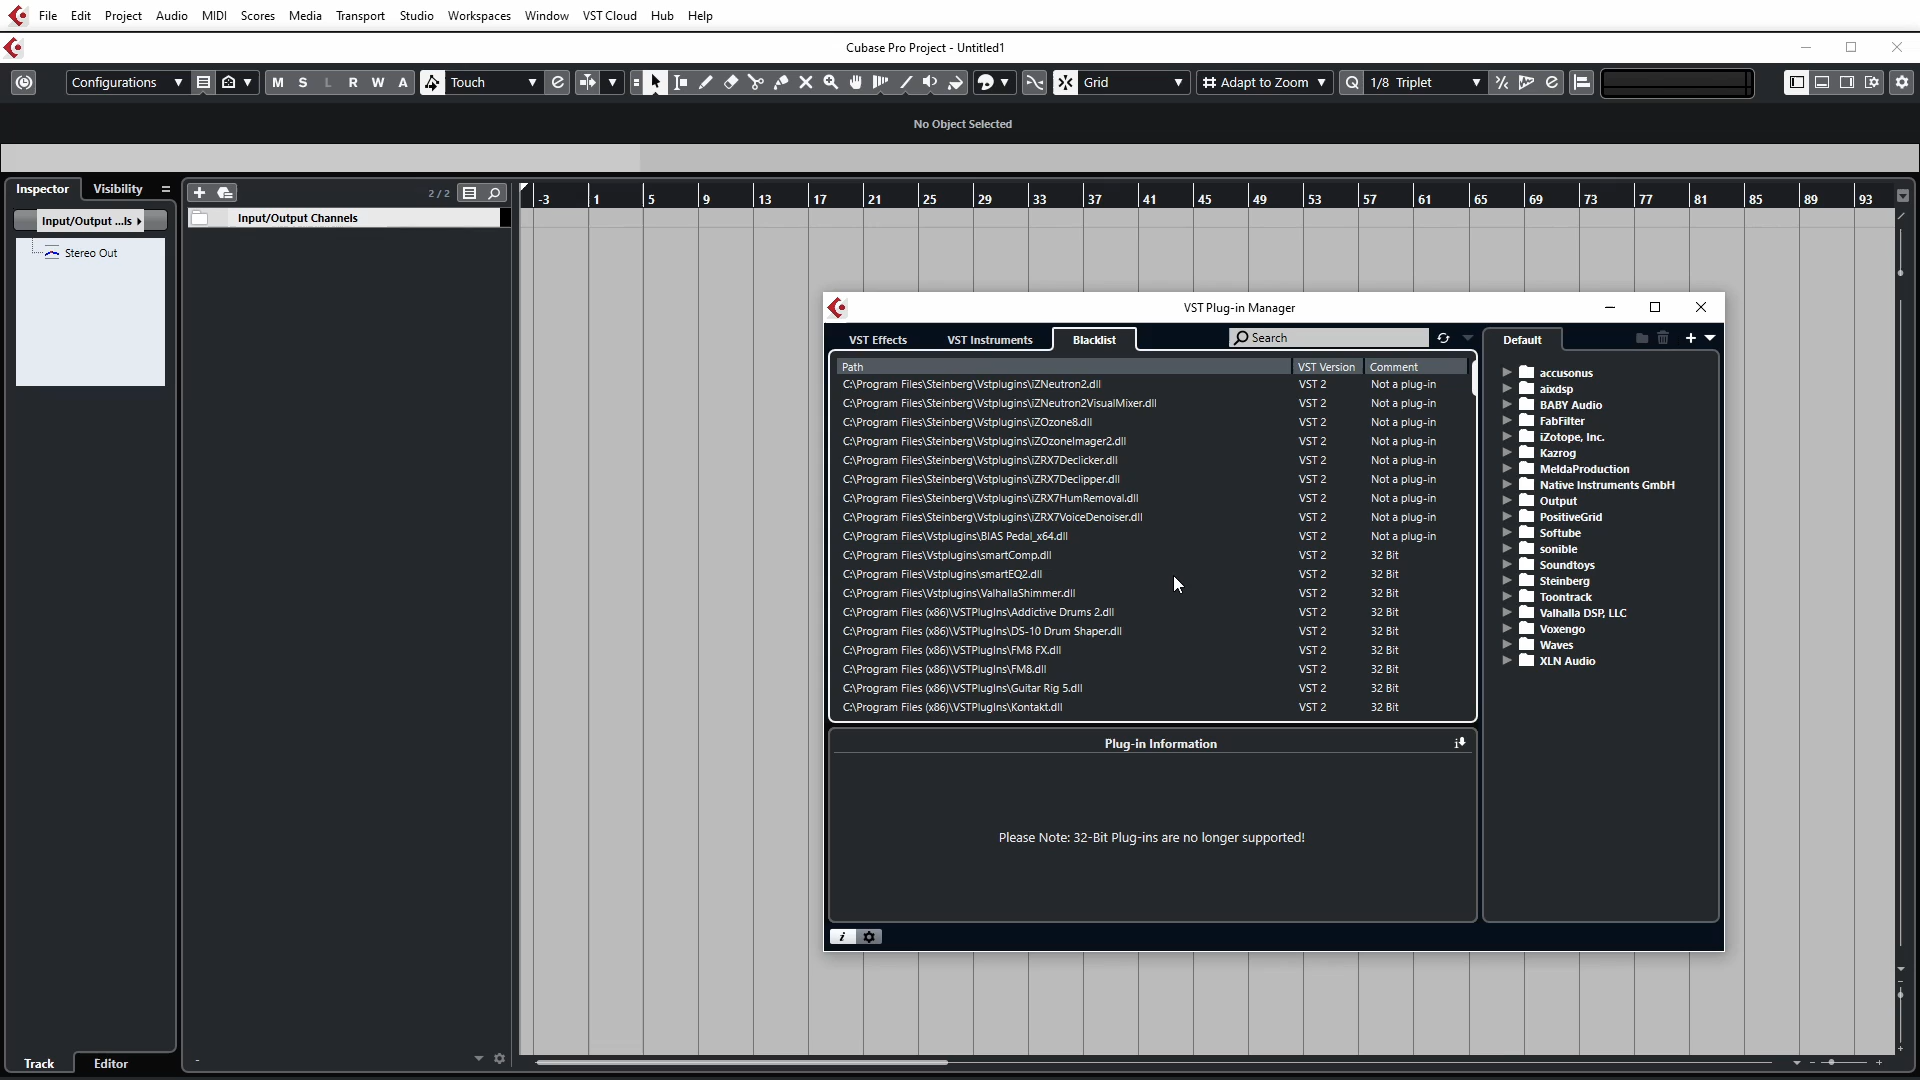 File Edit Project Audio MIDI Scores Media Transport Studio Workspaces Window VST Cloud Hub Help
Cubase Pro Project - Untitled1
Configurations M S L R W A Touch Grid Adapt to Zoom Q 1/8 Triplet
No Object Selected
Inspector Visibility 2 / 2 -3 1 5 9 13 17 21 25 29 33 37 41 45 49 53 57 61 65 69 73 77 81 85 89 93
Input/Output ...ls Input/Output Channels
Stereo Out
VST Plug-in Manager
VST Effects VST Instruments Blacklist Search Default
Path VST Version Comment
C:\Program Files\Steinberg\Vstplugins\iZNeutron2.dll VST 2 Not a plug-in
C:\Program Files\Steinberg\Vstplugins\iZNeutron2VisualMixer.dll VST 2 Not a plug-in
C:\Program Files\Steinberg\Vstplugins\iZOzone8.dll VST 2 Not a plug-in
C:\Program Files\Steinberg\Vstplugins\iZOzoneImager2.dll VST 2 Not a plug-in
C:\Program Files\Steinberg\Vstplugins\iZRX7Declicker.dll VST 2 Not a plug-in
C:\Program Files\Steinberg\Vstplugins\iZRX7Declipper.dll VST 2 Not a plug-in
C:\Program Files\Steinberg\Vstplugins\iZRX7HumRemoval.dll VST 2 Not a plug-in
C:\Program Files\Steinberg\Vstplugins\iZRX7VoiceDenoiser.dll VST 2 Not a plug-in
C:\Program Files\Vstplugins\BIAS Pedal_x64.dll VST 2 Not a plug-in
C:\Program Files\Vstplugins\smartComp.dll VST 2 32 Bit
C:\Program Files\Vstplugins\smartEQ2.dll VST 2 32 Bit
C:\Program Files\Vstplugins\ValhallaShimmer.dll VST 2 32 Bit
C:\Program Files (x86)\VSTPlugIns\Addictive Drums 2.dll VST 2 32 Bit
C:\Program Files (x86)\VSTPlugIns\DS-10 Drum Shaper.dll VST 2 32 Bit
C:\Program Files (x86)\VSTPlugIns\FM8 FX.dll VST 2 32 Bit
C:\Program Files (x86)\VSTPlugIns\FM8.dll VST 2 32 Bit
C:\Program Files (x86)\VSTPlugIns\Guitar Rig 5.dll VST 2 32 Bit
C:\Program Files (x86)\VSTPlugIns\Kontakt.dll VST 2 32 Bit
accusonus
aixdsp
BABY Audio
FabFilter
iZotope, Inc.
Kazrog
MeldaProduction
Native Instruments GmbH
Output
PositiveGrid
Softube
sonible
Soundtoys
Steinberg
Toontrack
Valhalla DSP, LLC
Voxengo
Waves
XLN Audio
Plug-in Information
Please Note: 32-Bit Plug-ins are no longer supported!
i
Track Editor